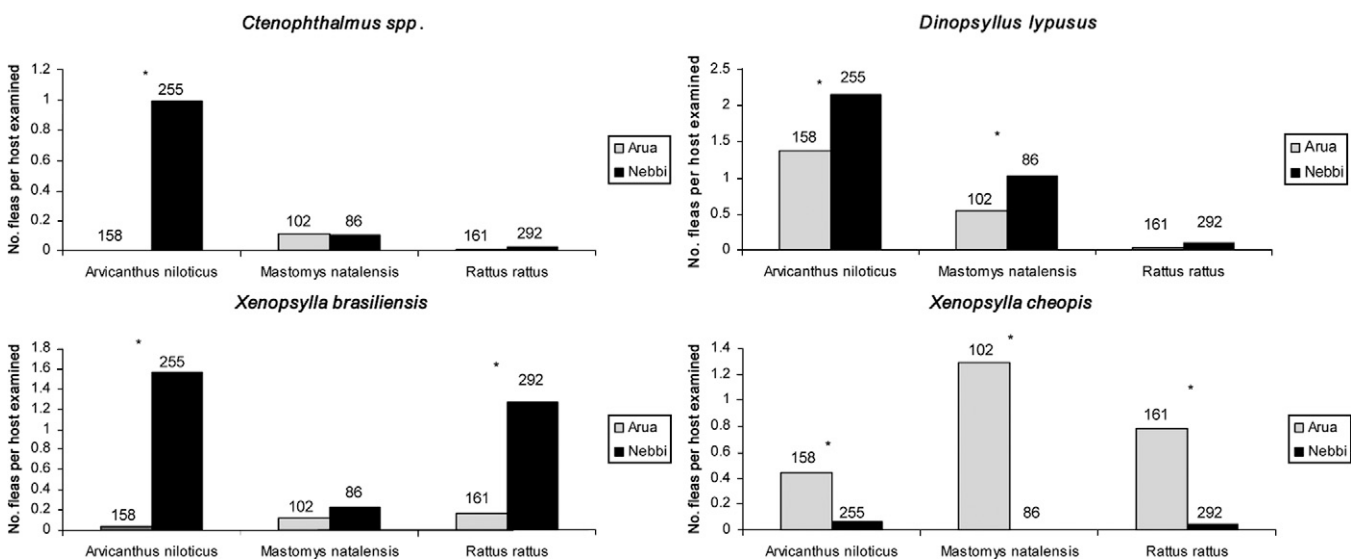 Ctenophthalmus spp.
No. fleas per host examined
1.2
1
0.8
0.6
0.4
0.2
0
*
158
255
102
86
161
292
Arvicanthus niloticus
Mastomys natalensis
Rattus rattus
Arua
Nebbi
Dinopsyllus lypusus
No. fleas per host examined
2.5
2
1.5
1
0.5
0
158
*
255
102
*
86
161
292
Arvicanthus niloticus
Mastomys natalensis
Rattus rattus
Arua
Nebbi
Xenopsylla brasiliensis
No. fleas per host examined
1.8
1.6
1.4
1.2
1
0.8
0.6
0.4
0.2
0
158
*
255
102
86
161
*
292
Arvicanthus niloticus
Mastomys natalensis
Rattus rattus
Arua
Nebbi
Xenopsylla cheopis
No. fleas per host examined
1.4
1.2
1
0.8
0.6
0.4
0.2
0
158
*
255
102
*
86
161
*
292
Arvicanthus niloticus
Mastomys natalensis
Rattus rattus
Arua
Nebbi